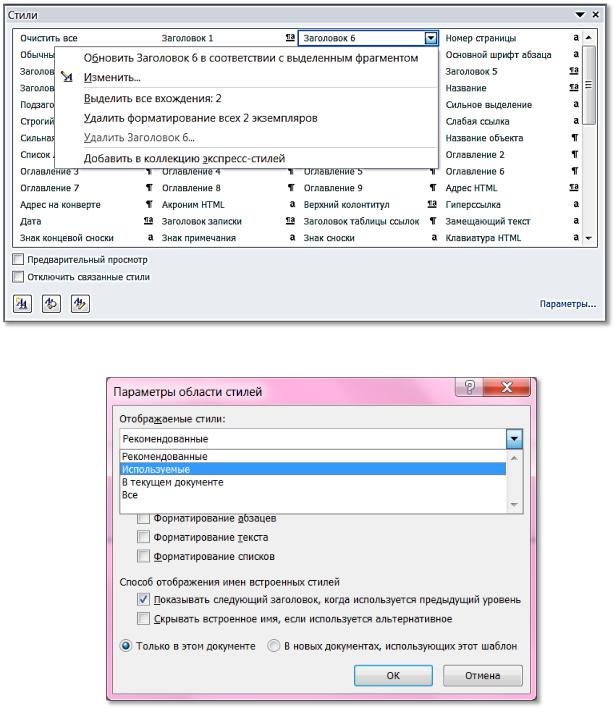 Стили
Очистить все Заголовок 1 ¶a Заголовок 6 Номер страницы a
Обычны Основной шрифт абзаца a
Заголов Заголовок 5 ¶a
Заголов Название ¶a
Подзаго Сильное выделение a
Строгий Слабая ссылка a
Сильная Название объекта ¶
Список Оглавление 2 ¶
Обновить Заголовок 6 в соответствии с выделенным фрагментом
Изменить...
Выделить все вхождения: 2
Удалить форматирование всех 2 экземпляров
Удалить Заголовок 6...
Добавить в коллекцию экспресс-стилей
Оглавление 3 ¶ Оглавление 4 ¶ Оглавление 5 ¶ Оглавление 6 ¶
Оглавление 7 ¶ Оглавление 8 ¶ Оглавление 9 ¶ Адрес HTML ¶a
Адрес на конверте ¶ Акроним HTML a Верхний колонтитул ¶a Гиперссылка a
Дата ¶a Заголовок записки ¶a Заголовок таблицы ссылок ¶ Замещающий текст a
Знак концевой сноски a Знак примечания a Знак сноски a Клавиатура HTML a
Предварительный просмотр
Отключить связанные стили
Параметры...
Параметры области стилей
Отображаемые стили:
Рекомендованные
Рекомендованные
Используемые
В текущем документе
Все
Форматирование абзацев
Форматирование текста
Форматирование списков
Способ отображения имен встроенных стилей
Показывать следующий заголовок, когда используется предыдущий уровень
Скрывать встроенное имя, если используется альтернативное
Только в этом документе В новых документах, использующих этот шаблон
ОК Отмена